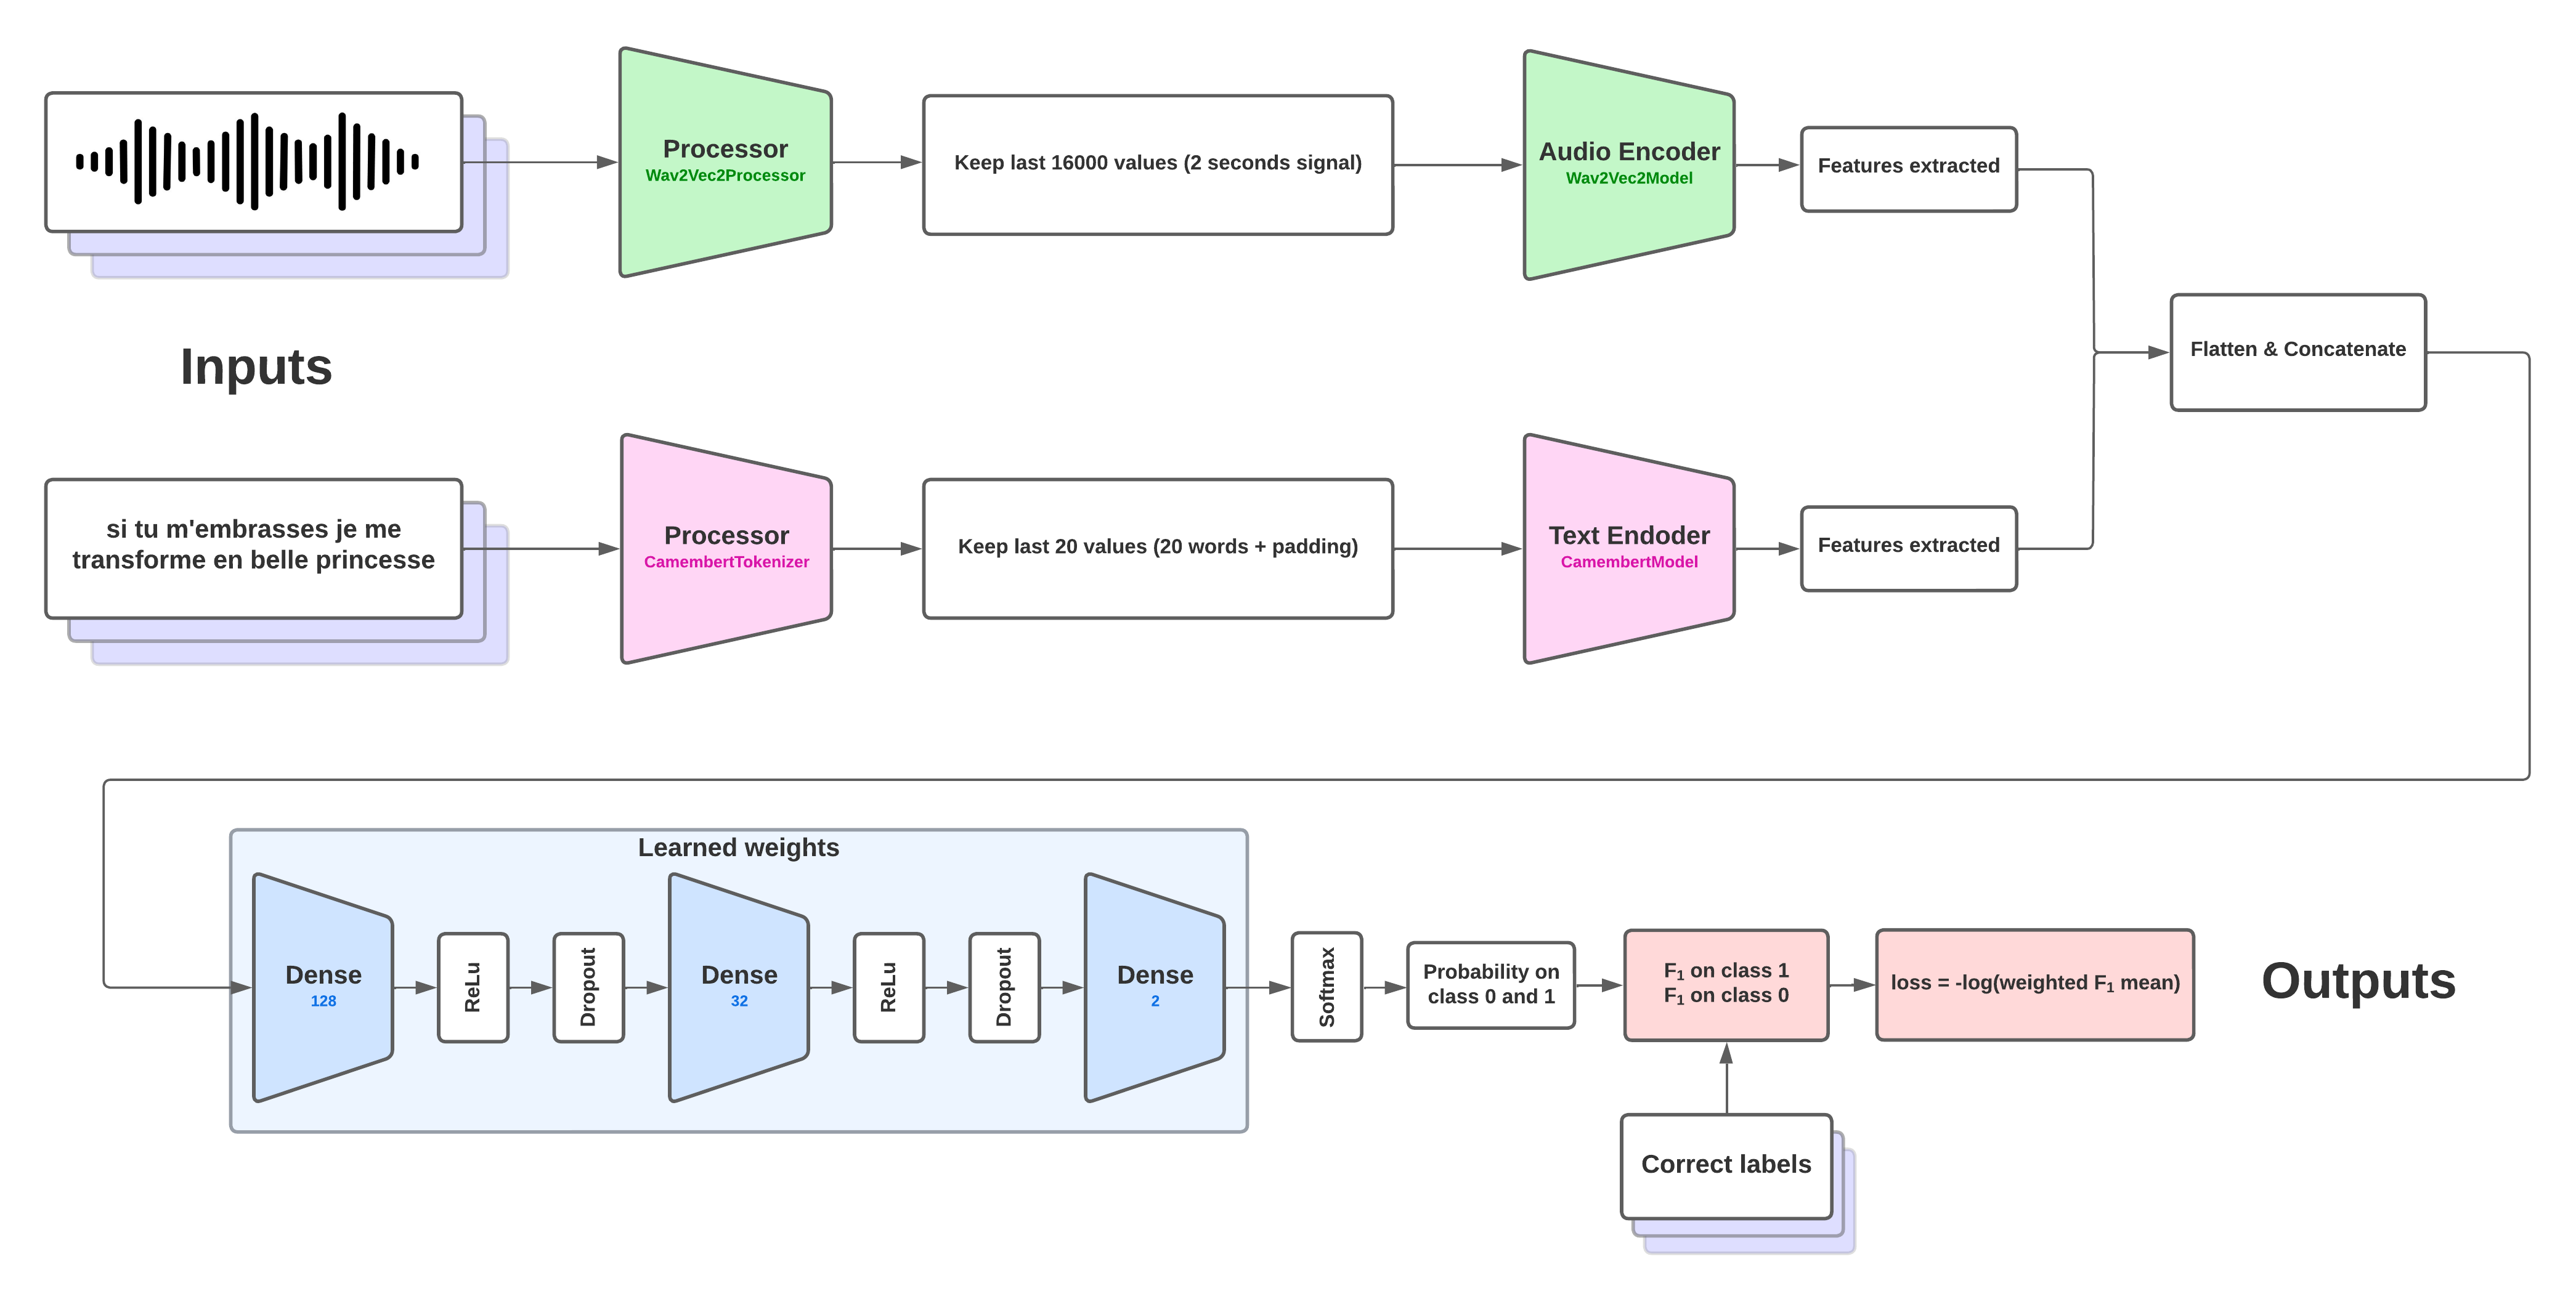 Processor
Wav2Vec2Processor
Keep last 16000 values (2 seconds signal)
Audio Encoder
Wav2Vec2Model
Features extracted
Flatten & Concatenate
Inputs
si tu m'embrasses je me
transforme en belle princesse
Processor
CamembertTokenizer
Keep last 20 values (20 words + padding)
Text Endoder
CamembertModel
Features extracted
Learned weights
Dense
128
ReLu
Dropout
Dense
32
ReLu
Dropout
Dense
2
Softmax
Probability on
class 0 and 1
F₁ on class 1
F₁ on class 0
loss = -log(weighted F₁ mean)
Outputs
Correct labels